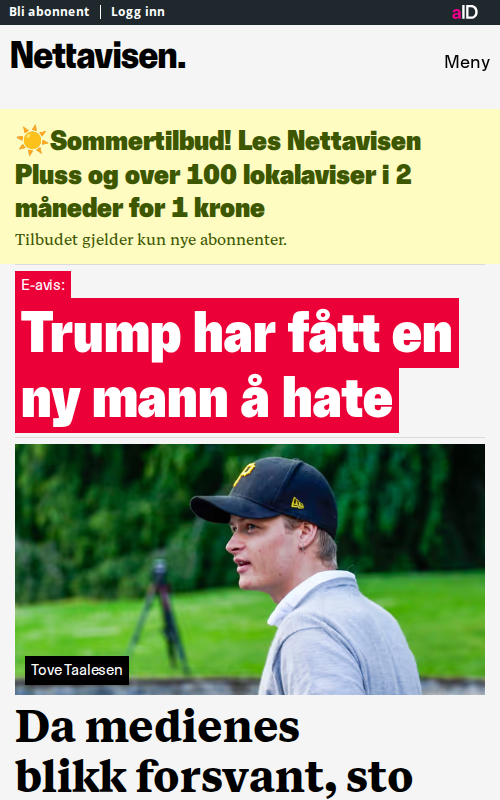 Bli abonnent | Logg inn
aID
Nettavisen.
Meny
☀️Sommertilbud! Les Nettavisen
Pluss og over 100 lokalaviser i 2
måneder for 1 krone
Tilbudet gjelder kun nye abonnenter.
E-avis:
Trump har fått en
ny mann å hate
Tove Taalesen
Da medienes
blikk forsvant, sto